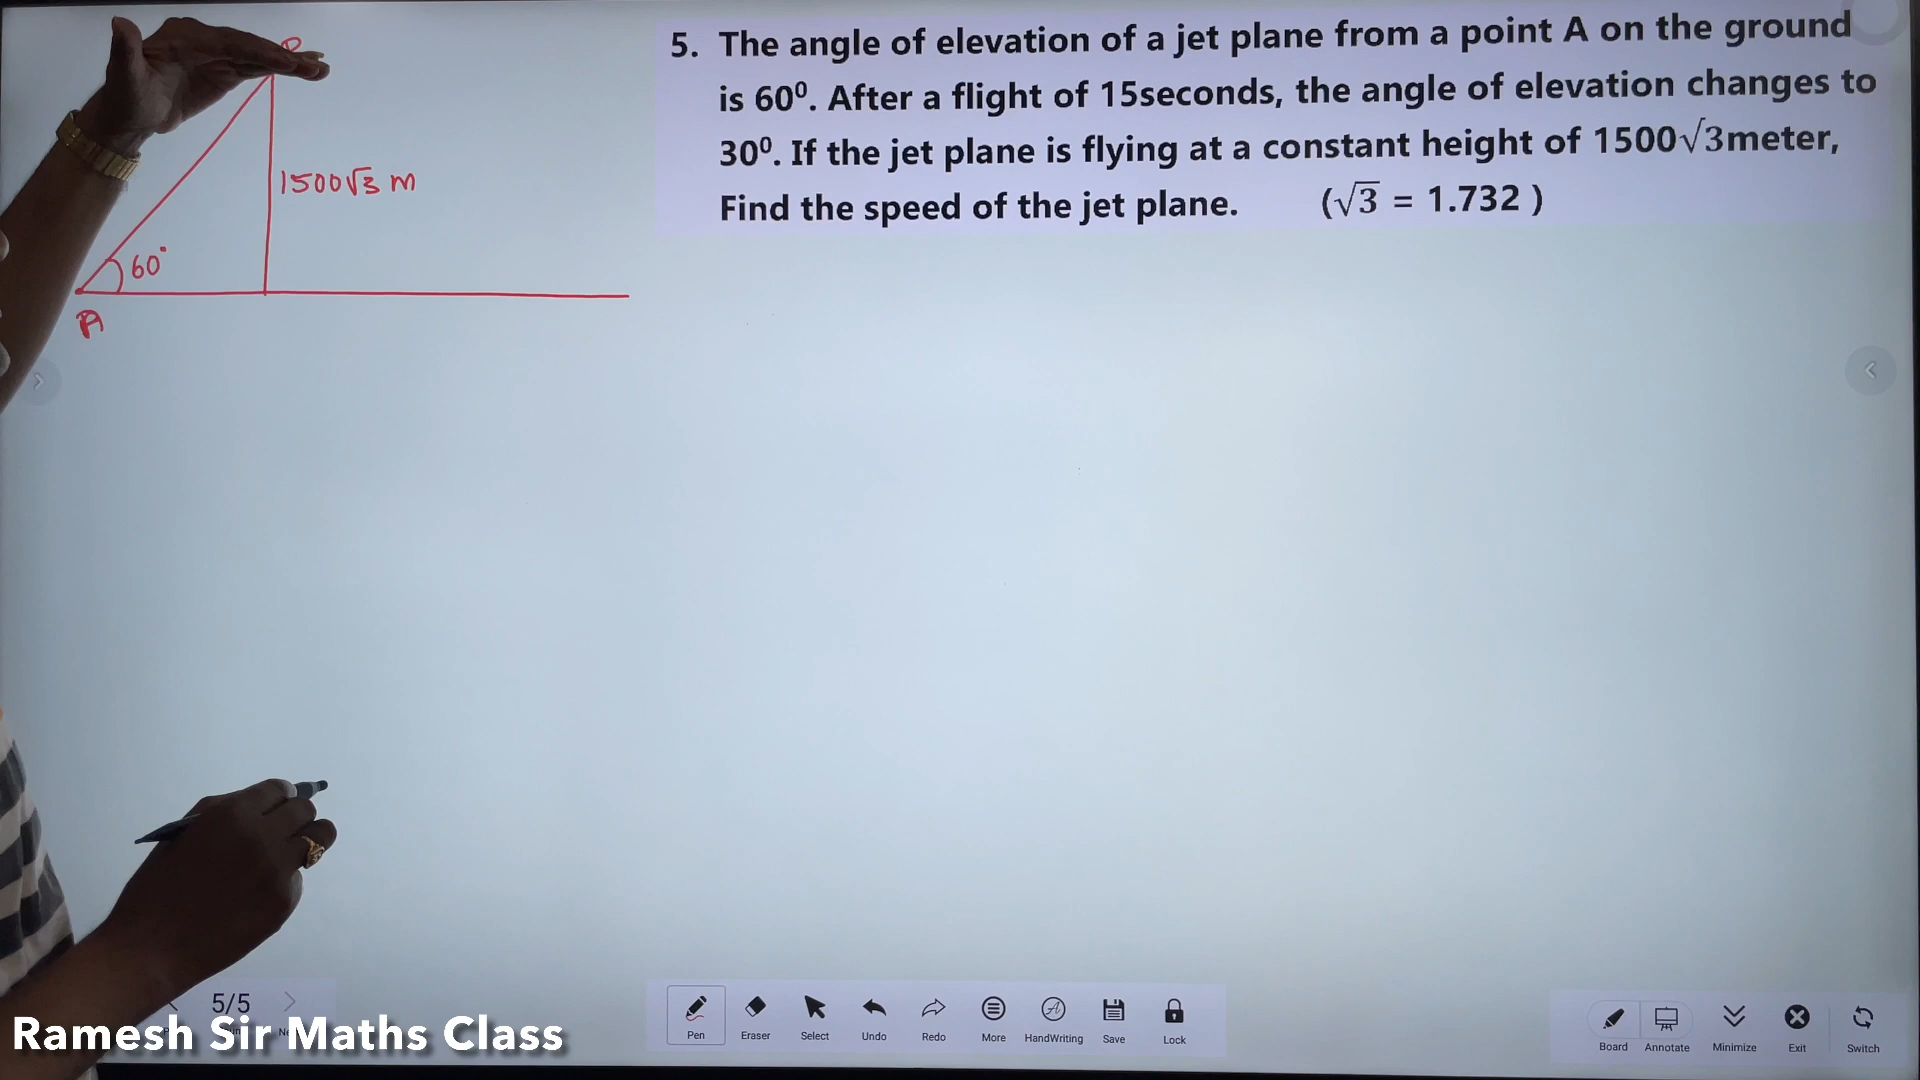 5. The angle of elevation of a jet plane from a point A on the ground
is 60⁰. After a flight of 15seconds, the angle of elevation changes to
30⁰. If the jet plane is flying at a constant height of 1500√3meter,
Find the speed of the jet plane. (√3 = 1.732 )
1500√3 m
60°
A
5/5
Pen Eraser Select Undo Redo More HandWriting Save Lock
Board Annotate Minimize Exit Switch
Ramesh Sir Maths Class